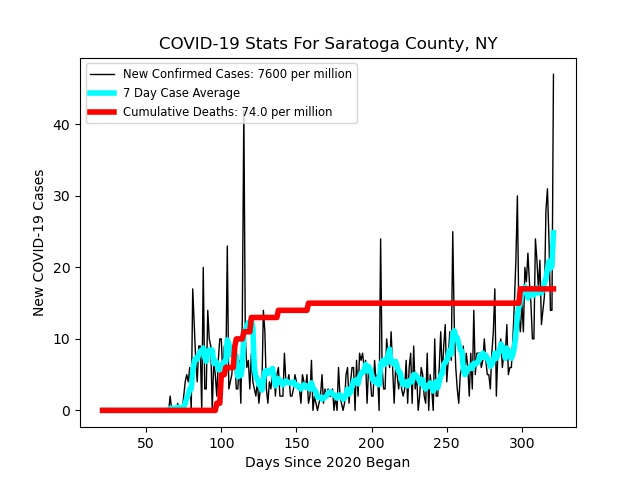 COVID-19 Stats For Saratoga County, NY
New Confirmed Cases: 7600 per million
7 Day Case Average
Cumulative Deaths: 74.0 per million
New COVID-19 Cases
40
30
20
10
0
50
100
150
200
250
300
Days Since 2020 Began